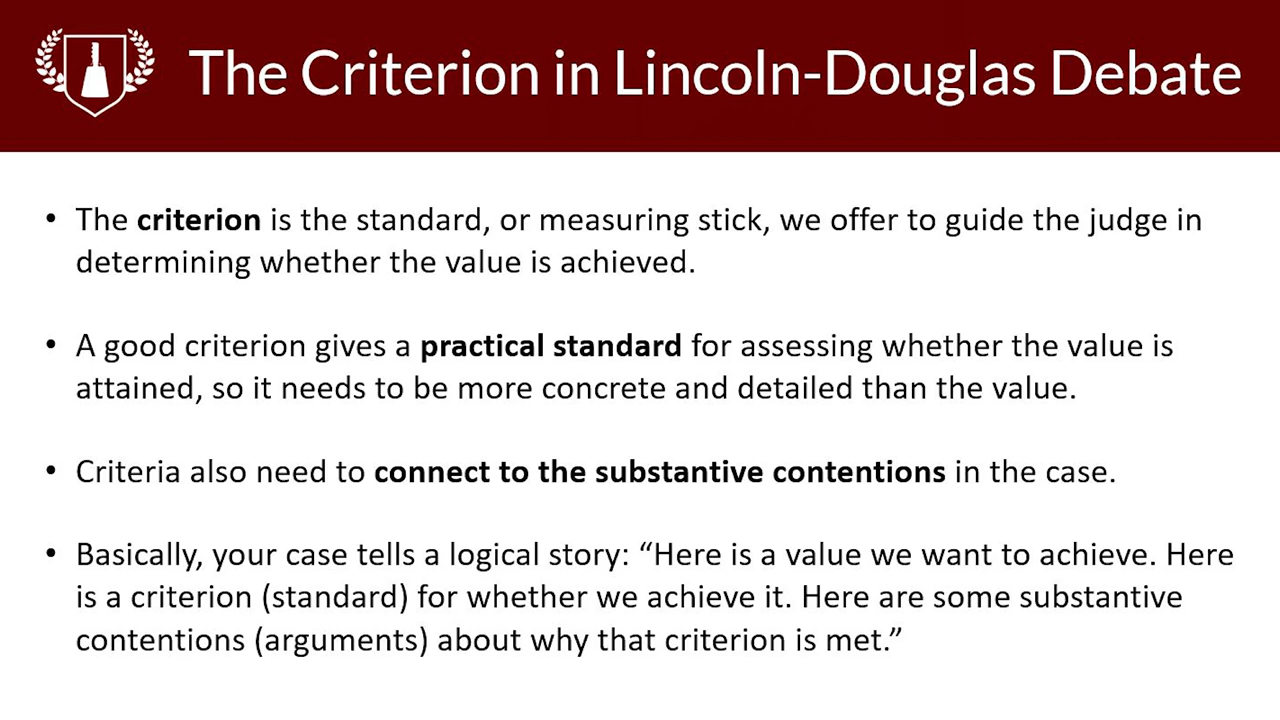 The Criterion in Lincoln-Douglas Debate
• The criterion is the standard, or measuring stick, we offer to guide the judge in
determining whether the value is achieved.
• A good criterion gives a practical standard for assessing whether the value is
attained, so it needs to be more concrete and detailed than the value.
• Criteria also need to connect to the substantive contentions in the case.
• Basically, your case tells a logical story: “Here is a value we want to achieve. Here
is a criterion (standard) for whether we achieve it. Here are some substantive
contentions (arguments) about why that criterion is met.”